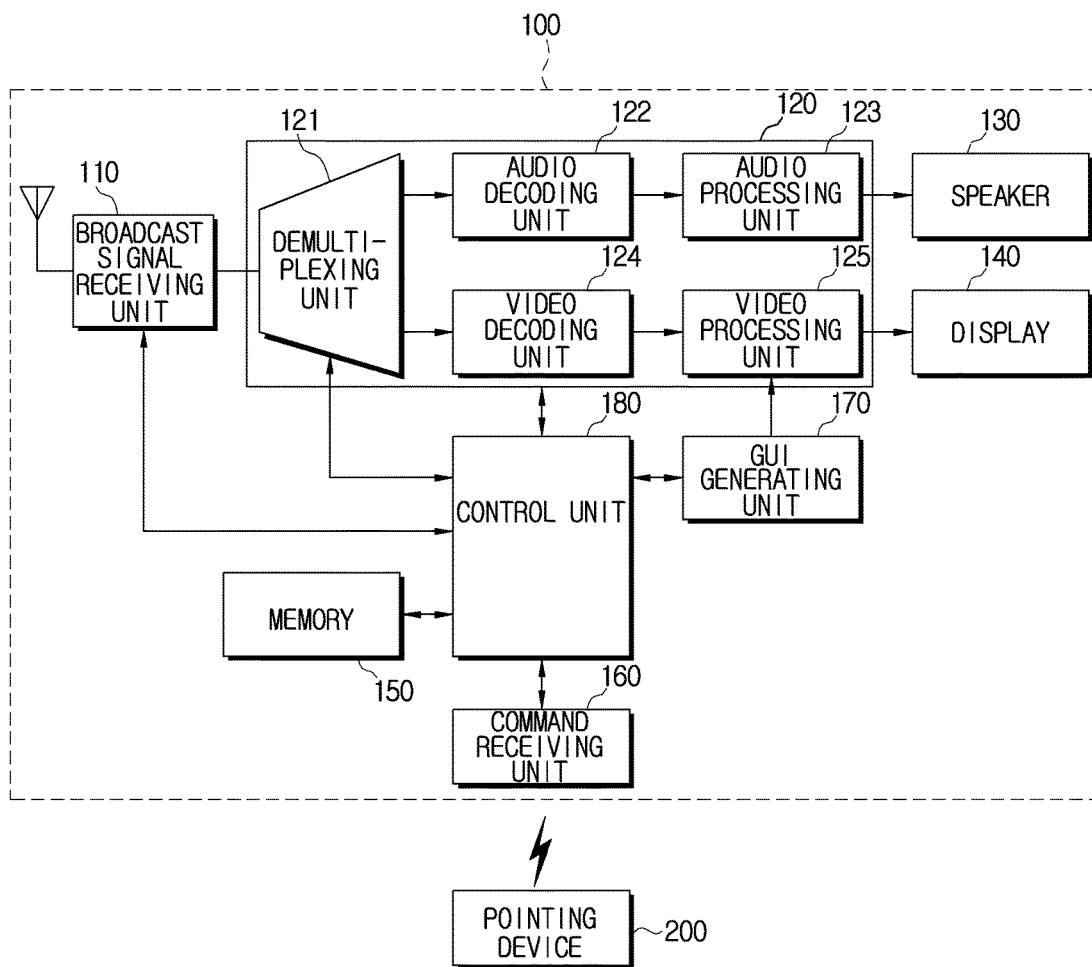 100
120
121
122
123
130
110
AUDIO
DECODING
UNIT
AUDIO
PROCESSING
UNIT
SPEAKER
BROADCAST
SIGNAL
RECEIVING
UNIT
DEMULTI-
PLEXING
UNIT
124
125
140
VIDEO
DECODING
UNIT
VIDEO
PROCESSING
UNIT
DISPLAY
180
170
CONTROL UNIT
GUI
GENERATING
UNIT
MEMORY
150
160
COMMAND
RECEIVING
UNIT
POINTING
DEVICE
200